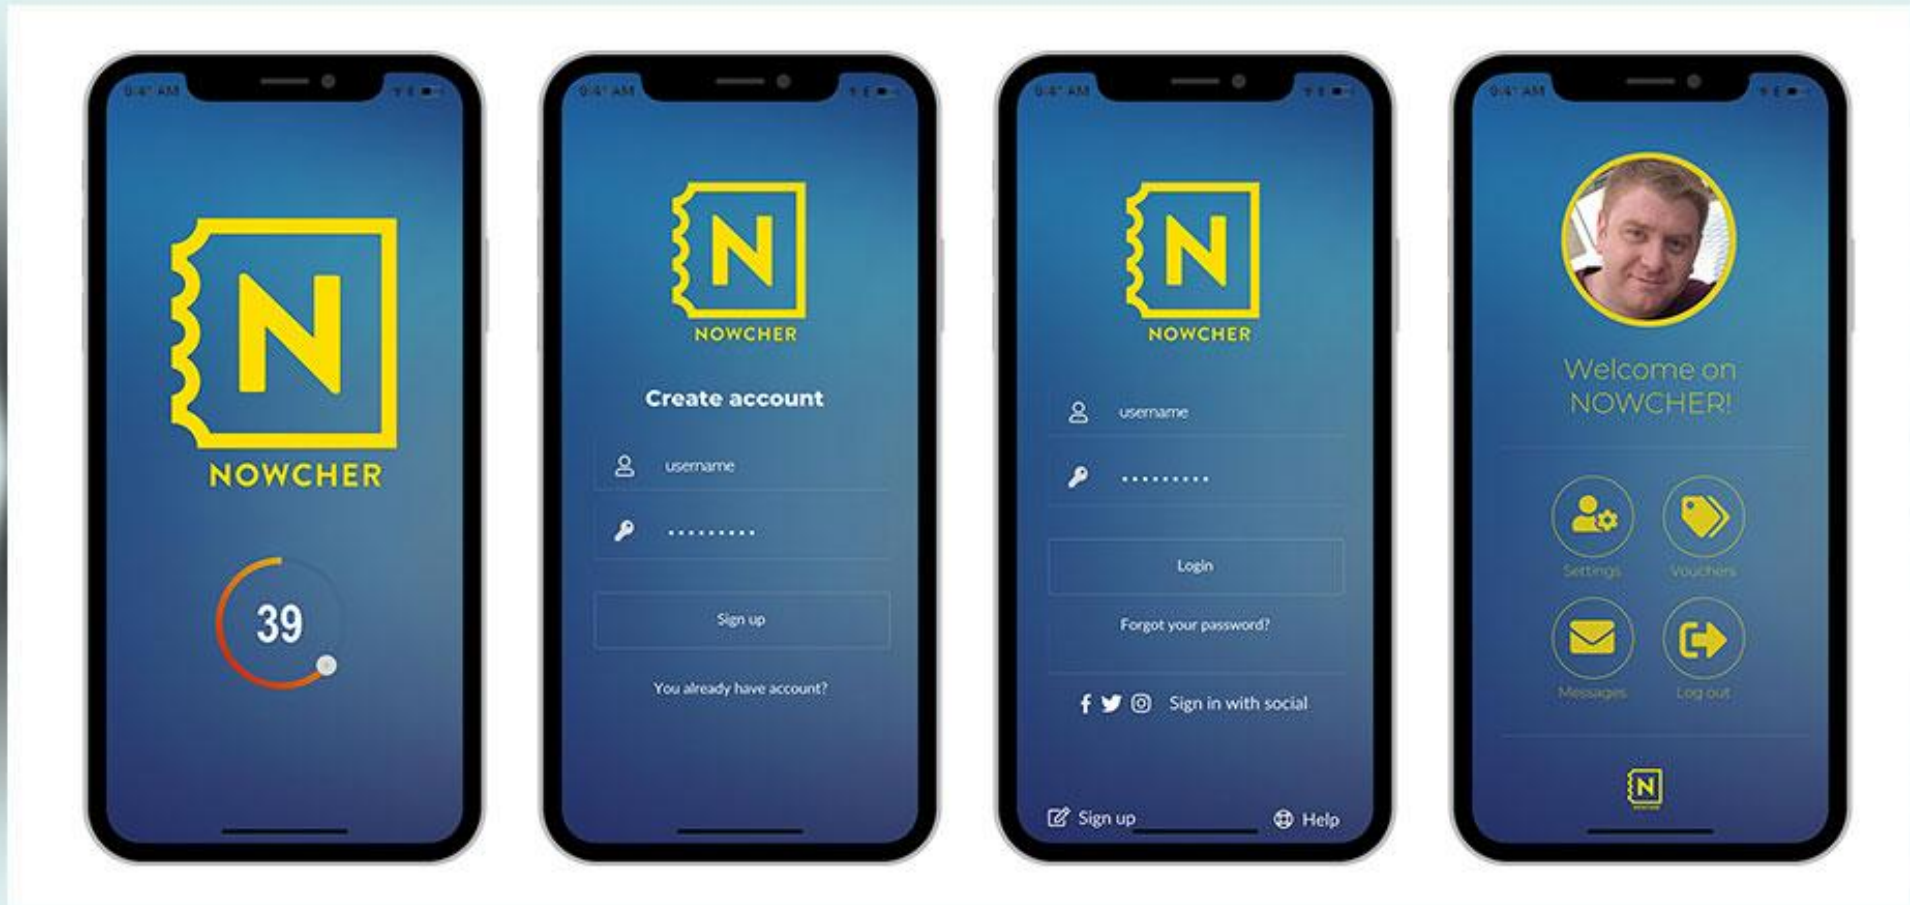 N
NOWCHER
39
N
NOWCHER
Create account
username
Sign up
You already have account?
N
NOWCHER
username
Login
Forgot your password?
Sign in with social
Sign up
Help
Welcome on
NOWCHER!
Settings
Vouchers
Messages
Log out
N